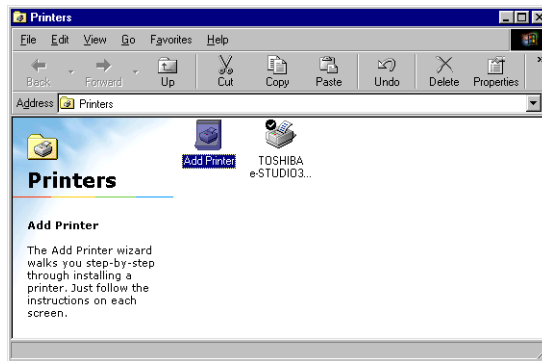 Printers
File Edit View Go Favorites Help
Back Forward Up Cut Copy Paste Undo Delete Properties »
Address Printers
Add Printer
TOSHIBA
e-STUDIO3...
Printers
Add Printer
The Add Printer wizard
walks you step-by-step
through installing a
printer. Just follow the
instructions on each
screen.